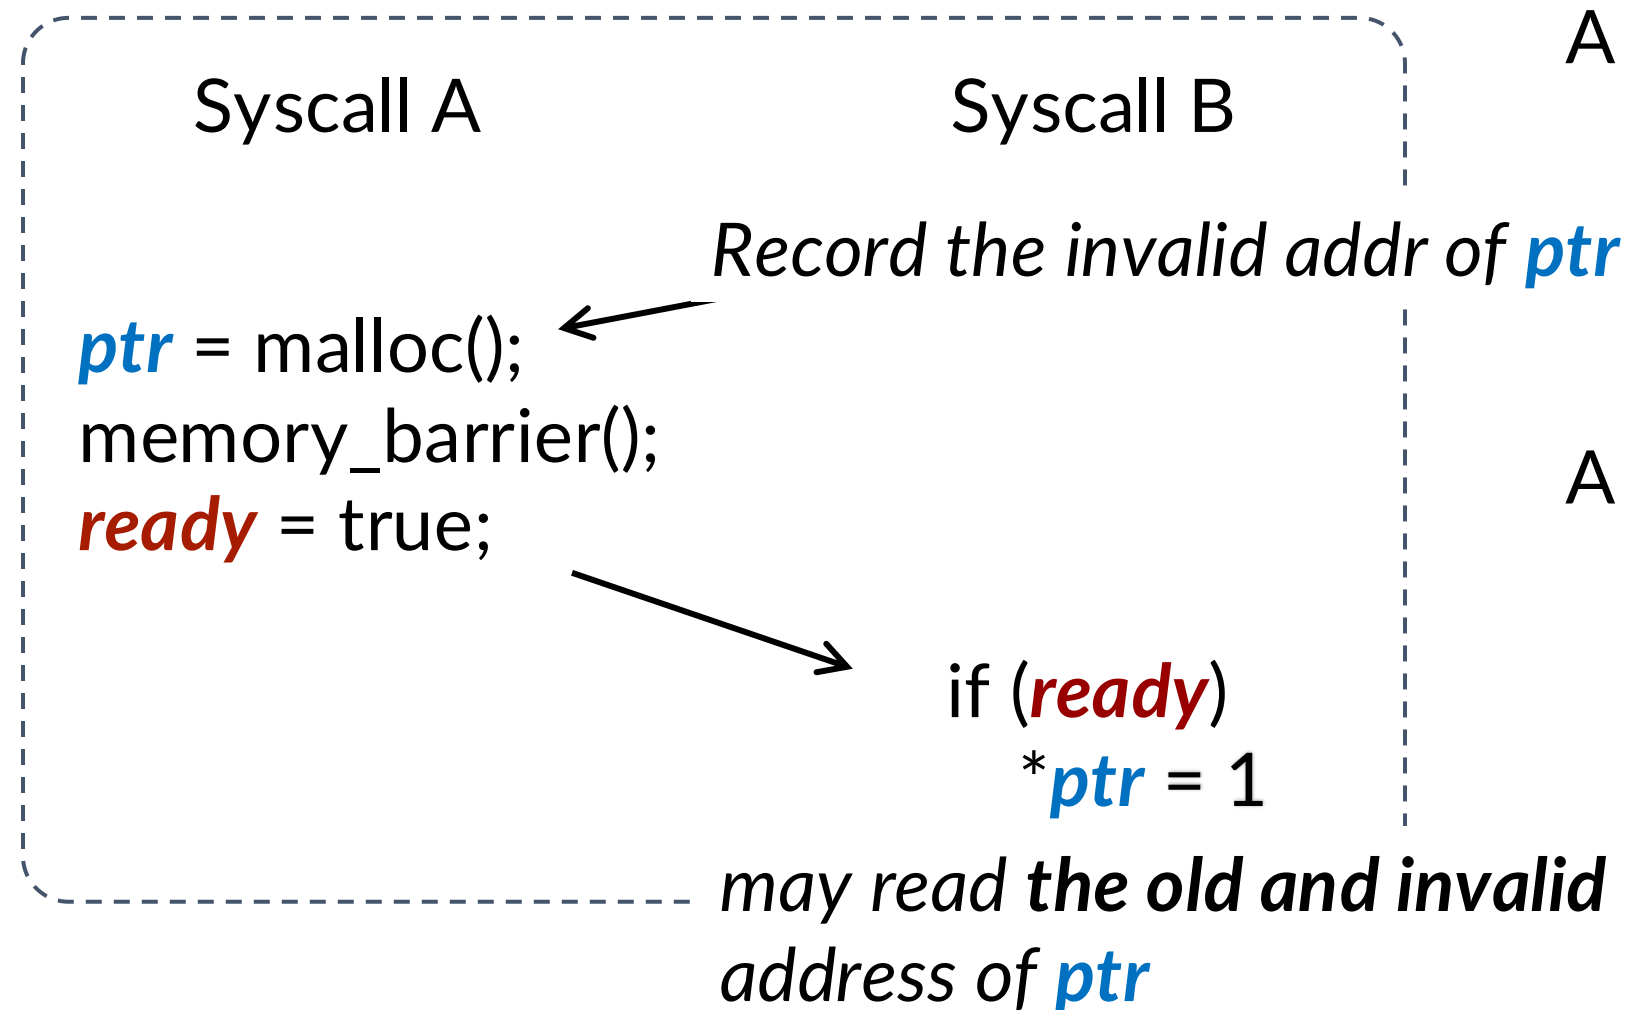 A
Syscall A
Syscall B
Record the invalid addr of ptr
ptr = malloc();
memory_barrier();
A
ready = true;
if (ready)
*ptr = 1
may read the old and invalid
address of ptr